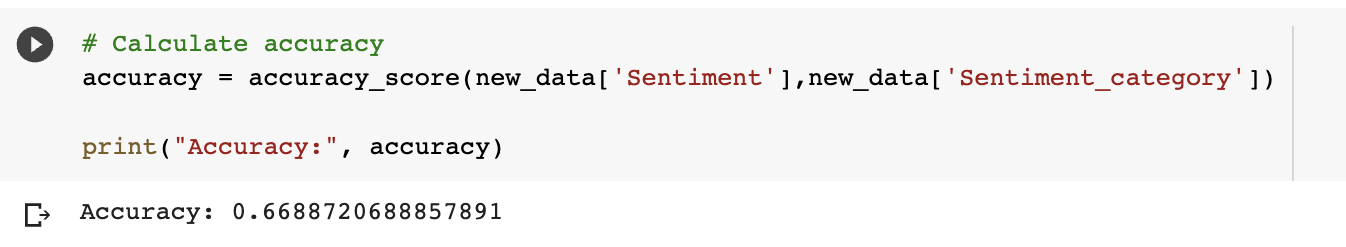 # Calculate accuracy
accuracy = accuracy_score(new_data['Sentiment'],new_data['Sentiment_category'])
print("Accuracy:", accuracy)
Accuracy: 0.6688720688857891